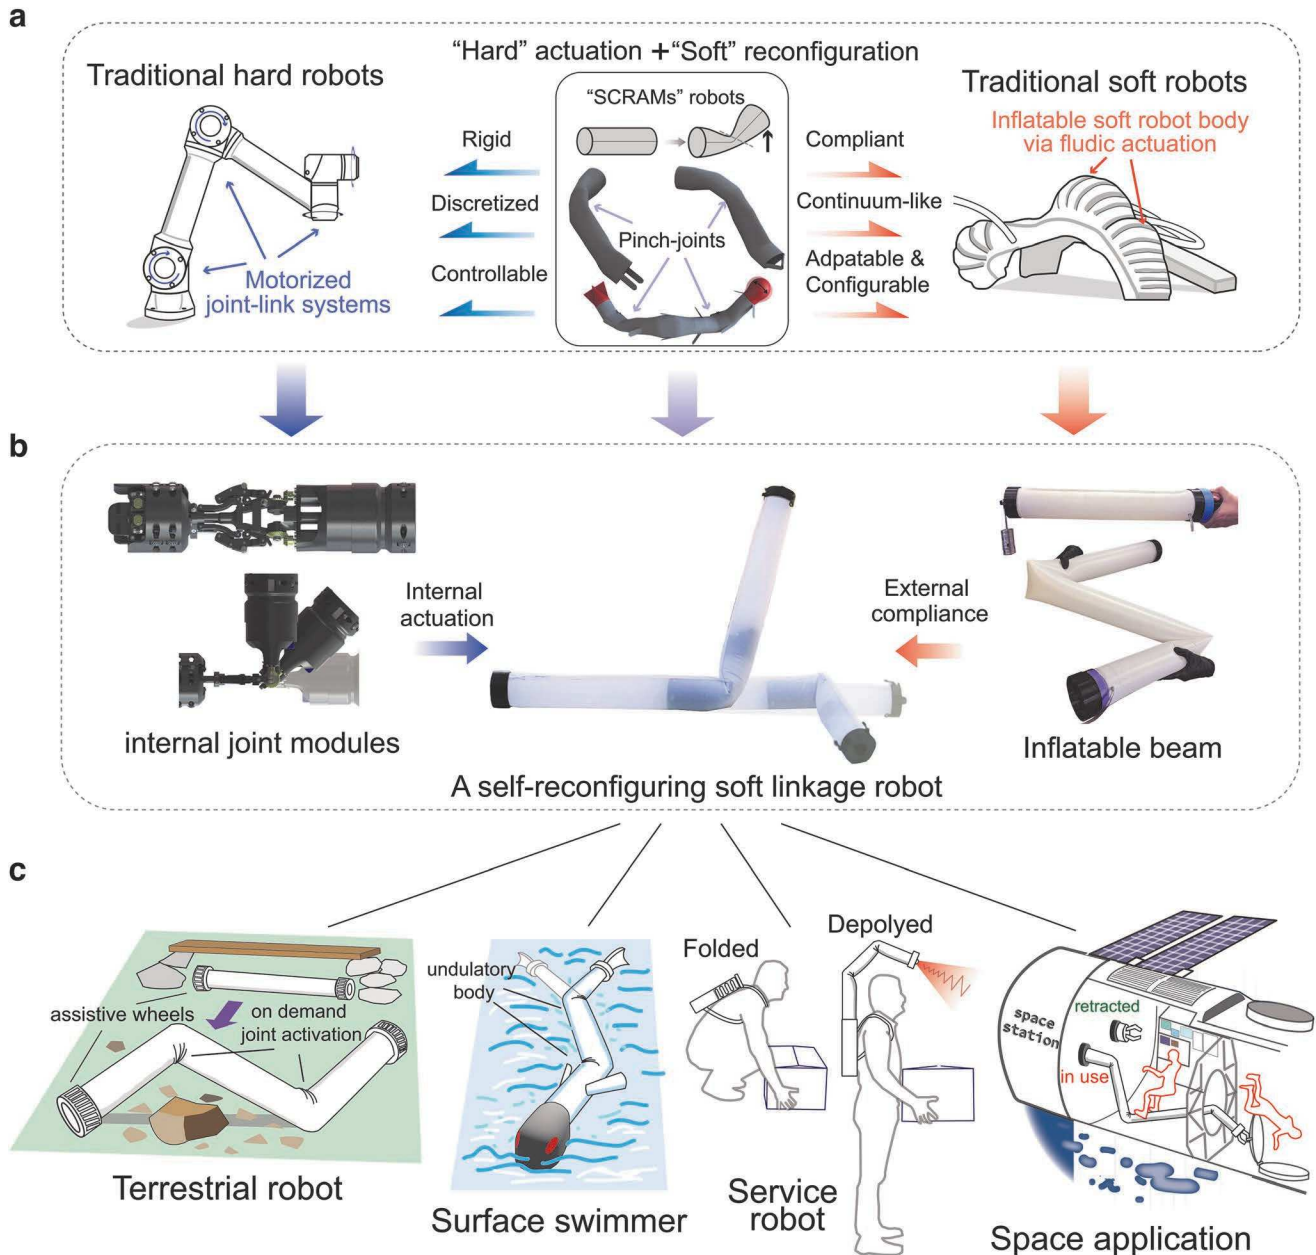 a
"Hard" actuation + "Soft" reconfiguration
Traditional hard robots
Motorized
joint-link systems
Rigid
Discretized
Controllable
"SCRAMs" robots
Pinch-joints
Compliant
Continuum-like
Adpatable &
Configurable
Traditional soft robots
Inflatable soft robot body
via fludic actuation
b
internal joint modules
Internal
actuation
A self-reconfiguring soft linkage robot
External
compliance
Inflatable beam
c
assistive wheels
on demand
joint activation
Terrestrial robot
undulatory
body
Surface swimmer
Folded
Depolyed
Service
robot
space
station
retracted
in use
Space application